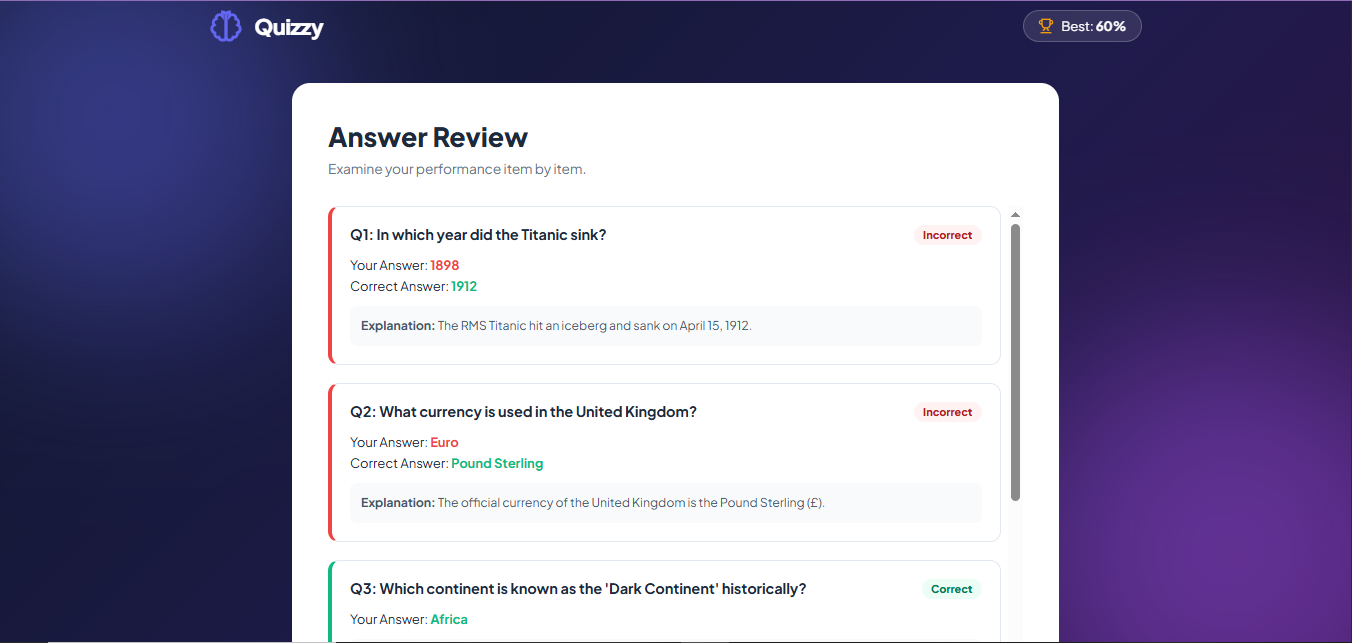 Quizzy
Best: 60%
Answer Review
Examine your performance item by item.
Q1: In which year did the Titanic sink?
Incorrect
Your Answer: 1898
Correct Answer: 1912
Explanation: The RMS Titanic hit an iceberg and sank on April 15, 1912.
Q2: What currency is used in the United Kingdom?
Incorrect
Your Answer: Euro
Correct Answer: Pound Sterling
Explanation: The official currency of the United Kingdom is the Pound Sterling (£).
Q3: Which continent is known as the 'Dark Continent' historically?
Correct
Your Answer: Africa